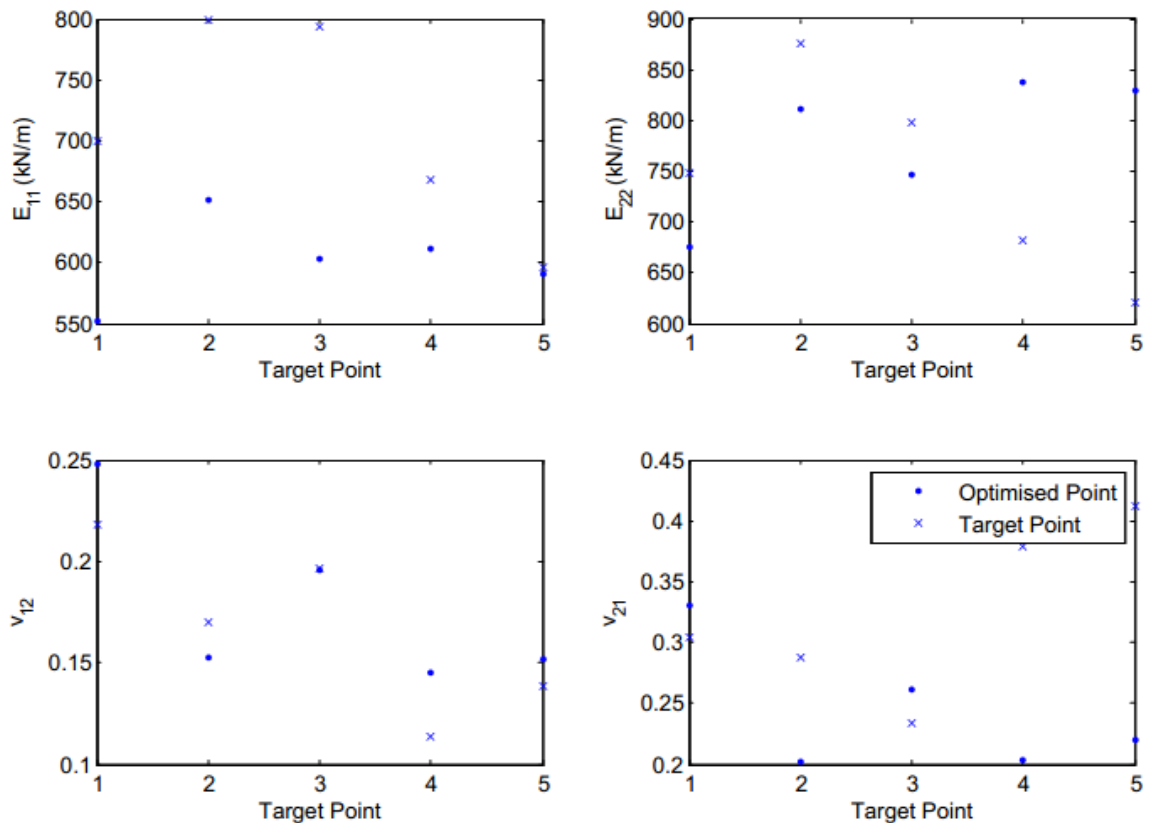 800
750
700
650
600
550
E11 (kN/m)
1 2 3 4 5
Target Point
900
850
800
750
700
650
600
E22 (kN/m)
1 2 3 4 5
Target Point
0.25
0.2
0.15
0.1
v12
1 2 3 4 5
Target Point
0.45
0.4
0.35
0.3
0.25
0.2
v21
Optimised Point
Target Point
1 2 3 4 5
Target Point